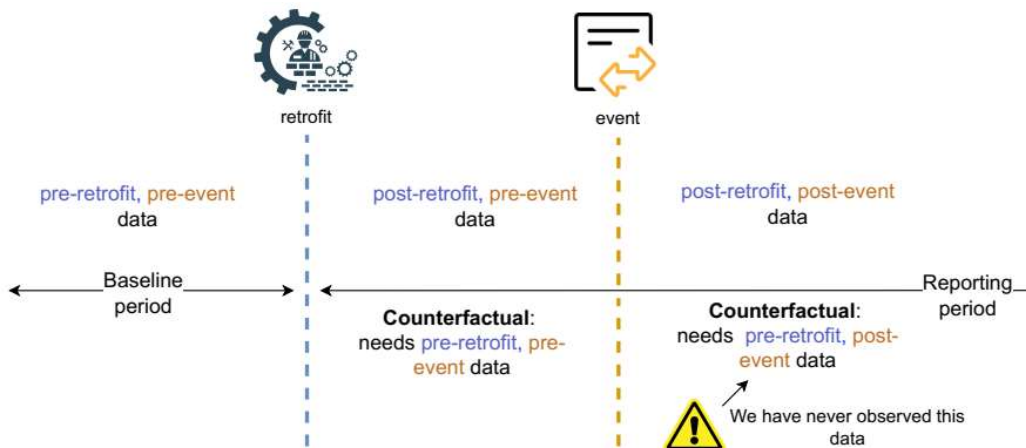 retrofit
event
pre-retrofit, pre-event
data
post-retrofit, pre-event
data
post-retrofit, post-event
data
Baseline
period
Reporting
period
Counterfactual:
needs pre-retrofit, pre-
event data
Counterfactual:
needs pre-retrofit, post-
event data
We have never observed this
data